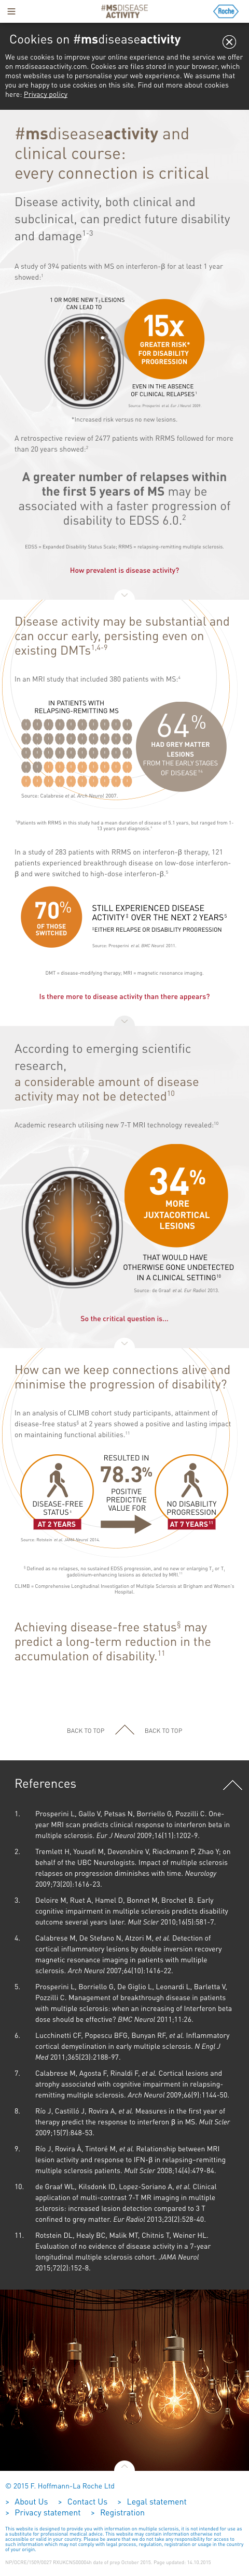 #MSDISEASE
ACTIVITY
Roche
Cookies on #msdiseaseactivity
We use cookies to improve your online experience and the service we offer
on msdiseaseactivity.com. Cookies are files stored in your browser, which
most websites use to personalise your web experience. We assume that
you are happy to use cookies on this site. Find out more about cookies
here: Privacy policy
#msdiseaseactivity and
clinical course:
every connection is critical
Disease activity, both clinical and
subclinical, can predict future disability
and damage1-3
A study of 394 patients with MS on interferon-β for at least 1 year
showed:1
1 OR MORE NEW T2 LESIONS
CAN LEAD TO
15x
GREATER RISK*
FOR DISABILITY
PROGRESSION
EVEN IN THE ABSENCE
OF CLINICAL RELAPSES1
Source: Prosperini et al. Eur J Neurol 2009.
*Increased risk versus no new lesions.
A retrospective review of 2477 patients with RRMS followed for more
than 20 years showed:2
A greater number of relapses within
the first 5 years of MS may be
associated with a faster progression of
disability to EDSS 6.0.2
EDSS = Expanded Disability Status Scale; RRMS = relapsing-remitting multiple sclerosis.
How prevalent is disease activity?
Disease activity may be substantial and
can occur early, persisting even on
existing DMTs1,4-9
In an MRI study that included 380 patients with MS:4
IN PATIENTS WITH
RELAPSING-REMITTING MS
64%
HAD GREY MATTER
LESIONS
FROM THE EARLY STAGES
OF DISEASE†4
Source: Calabrese et al. Arch Neurol 2007.
†Patients with RRMS in this study had a mean duration of disease of 5.1 years, but ranged from 1-
13 years post diagnosis.4
In a study of 283 patients with RRMS on interferon-β therapy, 121
patients experienced breakthrough disease on low-dose interferon-
β and were switched to high-dose interferon-β.5
70%
OF THOSE
SWITCHED
STILL EXPERIENCED DISEASE
ACTIVITY‡ OVER THE NEXT 2 YEARS5
‡EITHER RELAPSE OR DISABILITY PROGRESSION
Source: Prosperini et al. BMC Neurol 2011.
DMT = disease-modifying therapy; MRI = magnetic resonance imaging.
Is there more to disease activity than there appears?
According to emerging scientific
research,
a considerable amount of disease
activity may not be detected10
Academic research utilising new 7-T MRI technology revealed:10
34%
MORE
JUXTACORTICAL
LESIONS
THAT WOULD HAVE
OTHERWISE GONE UNDETECTED
IN A CLINICAL SETTING10
Source: de Graaf et al. Eur Radiol 2013.
So the critical question is...
How can we keep connections alive and
minimise the progression of disability?
In an analysis of CLIMB cohort study participants, attainment of
disease-free status§ at 2 years showed a positive and lasting impact
on maintaining functional abilities.11
RESULTED IN
78.3%
POSITIVE
PREDICTIVE
VALUE FOR
DISEASE-FREE
STATUS§
AT 2 YEARS
NO DISABILITY
PROGRESSION
AT 7 YEARS11
Source: Rotstein et al. JAMA Neurol 2014.
§ Defined as no relapses, no sustained EDSS progression, and no new or enlarging T2 or T1
gadolinium-enhancing lesions as detected by MRI.11
CLIMB = Comprehensive Longitudinal Investigation of Multiple Sclerosis at Brigham and Women's
Hospital.
Achieving disease-free status§ may
predict a long-term reduction in the
accumulation of disability.11
BACK TO TOP BACK TO TOP
References
1. Prosperini L, Gallo V, Petsas N, Borriello G, Pozzilli C. One-
year MRI scan predicts clinical response to interferon beta in
multiple sclerosis. Eur J Neurol 2009;16(11):1202-9.
2. Tremlett H, Yousefi M, Devonshire V, Rieckmann P, Zhao Y; on
behalf of the UBC Neurologists. Impact of multiple sclerosis
relapses on progression diminishes with time. Neurology
2009;73(20):1616-23.
3. Deloire M, Ruet A, Hamel D, Bonnet M, Brochet B. Early
cognitive impairment in multiple sclerosis predicts disability
outcome several years later. Mult Scler 2010;16(5):581-7.
4. Calabrese M, De Stefano N, Atzori M, et al. Detection of
cortical inflammatory lesions by double inversion recovery
magnetic resonance imaging in patients with multiple
sclerosis. Arch Neurol 2007;64(10):1416-22.
5. Prosperini L, Borriello G, De Giglio L, Leonardi L, Barletta V,
Pozzilli C. Management of breakthrough disease in patients
with multiple sclerosis: when an increasing of Interferon beta
dose should be effective? BMC Neurol 2011;11:26.
6. Lucchinetti CF, Popescu BFG, Bunyan RF, et al. Inflammatory
cortical demyelination in early multiple sclerosis. N Engl J
Med 2011;365(23):2188-97.
7. Calabrese M, Agosta F, Rinaldi F, et al. Cortical lesions and
atrophy associated with cognitive impairment in relapsing-
remitting multiple sclerosis. Arch Neurol 2009;66(9):1144-50.
8. Río J, Castilló J, Rovira A, et al. Measures in the first year of
therapy predict the response to interferon β in MS. Mult Scler
2009;15(7):848-53.
9. Río J, Rovira À, Tintoré M, et al. Relationship between MRI
lesion activity and response to IFN-β in relapsing–remitting
multiple sclerosis patients. Mult Scler 2008;14(4):479-84.
10. de Graaf WL, Kilsdonk ID, Lopez-Soriano A, et al. Clinical
application of multi-contrast 7-T MR imaging in multiple
sclerosis: increased lesion detection compared to 3 T
confined to grey matter. Eur Radiol 2013;23(2):528-40.
11. Rotstein DL, Healy BC, Malik MT, Chitnis T, Weiner HL.
Evaluation of no evidence of disease activity in a 7-year
longitudinal multiple sclerosis cohort. JAMA Neurol
2015;72(2):152-8.
© 2015 F. Hoffmann-La Roche Ltd
> About Us > Contact Us > Legal statement
> Privacy statement > Registration
This website is designed to provide you with information on multiple sclerosis, it is not intended for use as
a substitute for professional medical advice. This website may contain information otherwise not
accessible or valid in your country. Please be aware that we do not take any responsibility for access to
such information which may not comply with legal process, regulation, registration or usage in the country
of your origin.
date of prep October 2015. Page updated: 14.10.2015